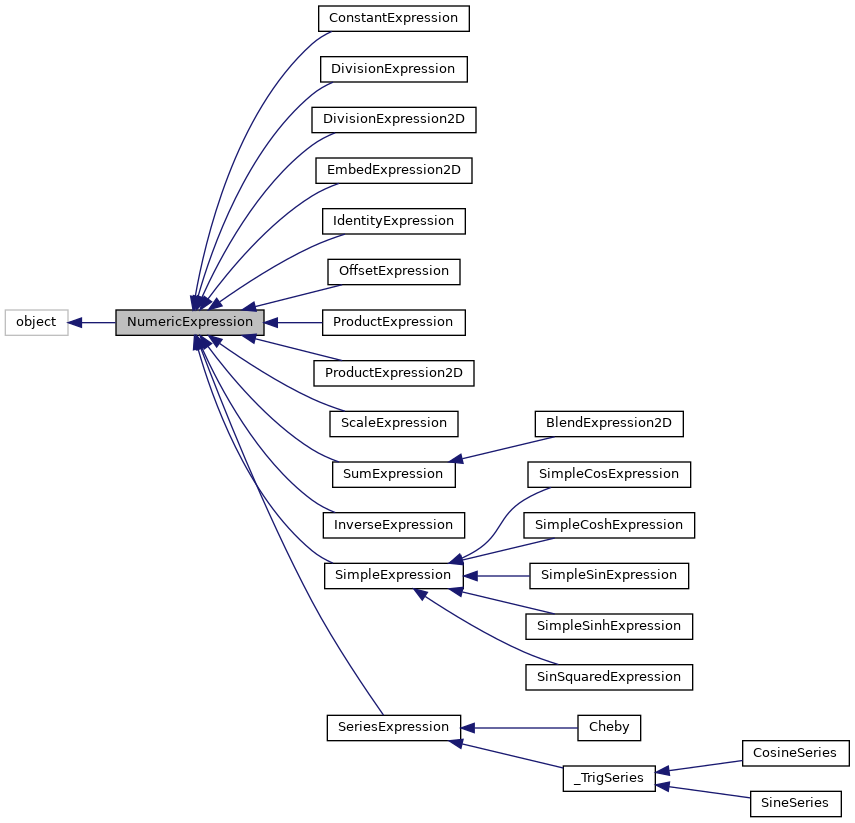 ConstantExpression
DivisionExpression
DivisionExpression2D
EmbedExpression2D
IdentityExpression
OffsetExpression
object
NumericExpression
ProductExpression
ProductExpression2D
ScaleExpression
BlendExpression2D
SumExpression
SimpleCosExpression
InverseExpression
SimpleCoshExpression
SimpleExpression
SimpleSinExpression
SimpleSinhExpression
SinSquaredExpression
SeriesExpression
Cheby
CosineSeries
_TrigSeries
SineSeries